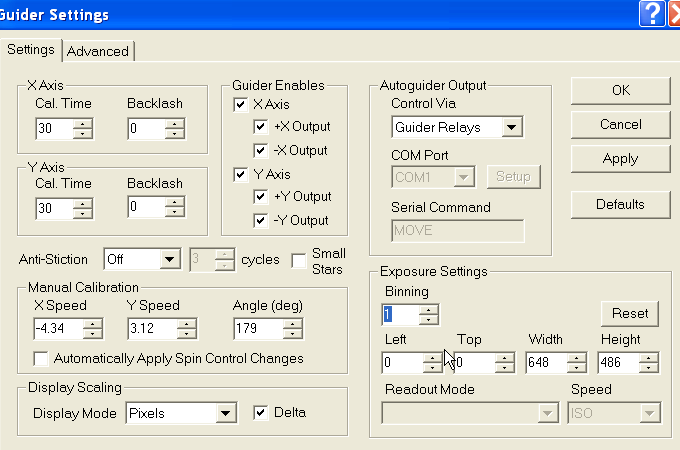 Guider Settings
Settings Advanced
X Axis
Cal. Time Backlash
30 0
Y Axis
Cal. Time Backlash
30 0
Guider Enables
X Axis
+X Output
-X Output
Y Axis
+Y Output
-Y Output
Autoguider Output
Control Via
Guider Relays
COM Port
COM1 Setup
Serial Command
MOVE
OK
Cancel
Apply
Defaults
Anti-Stiction Off 3 cycles Small Stars
Manual Calibration
X Speed Y Speed Angle (deg)
-4.34 3.12 179
Automatically Apply Spin Control Changes
Display Scaling
Display Mode Pixels Delta
Exposure Settings
Binning
1 Reset
Left Top Width Height
0 0 648 486
Readout Mode Speed
ISO